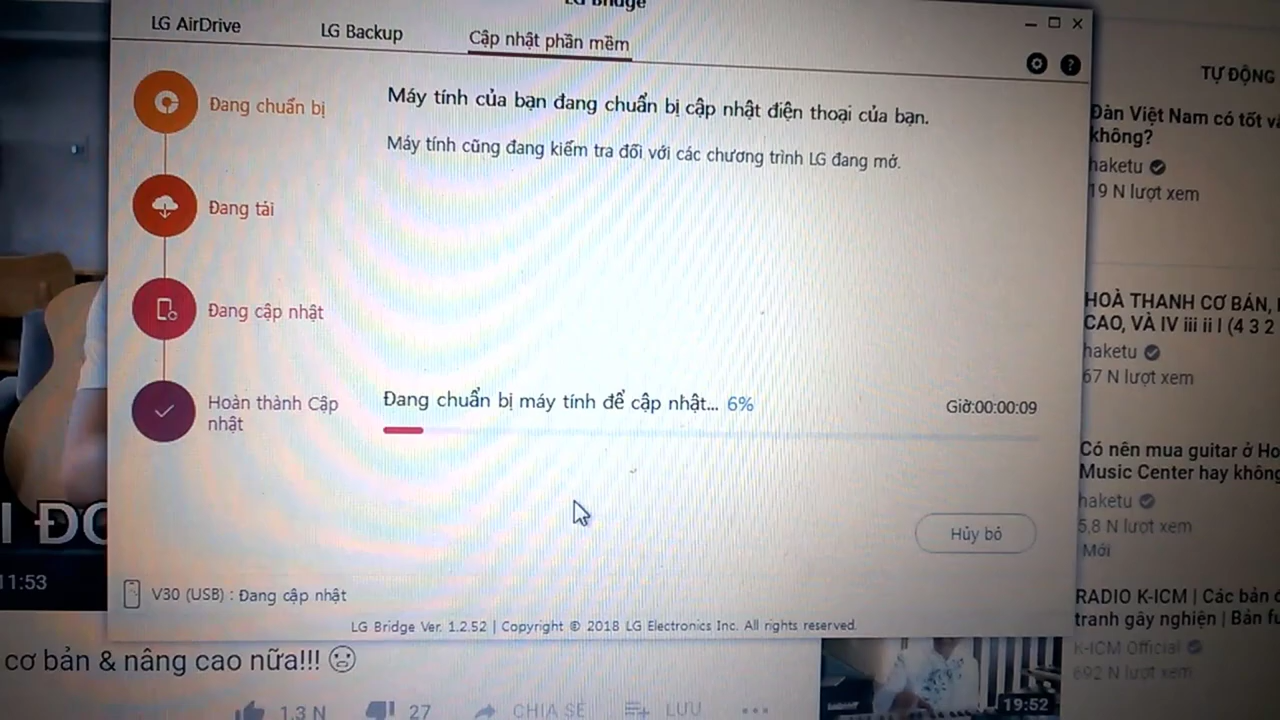 LG Bridge
LG AirDrive
LG Backup
Cập nhật phần mềm
Đang chuẩn bị
Máy tính của bạn đang chuẩn bị cập nhật điện thoại của bạn.
Máy tính cũng đang kiểm tra đối với các chương trình LG đang mở.
Đang tải
Đang cập nhật
Hoàn thành Cập
nhật
Đang chuẩn bị máy tính để cập nhật... 6%
Giờ:00:00:09
Hủy bỏ
V30 (USB) : Đang cập nhật
LG Bridge Ver. 1.2.52 | Copyright © 2018 LG Electronics Inc. All rights reserved.
TỰ ĐỘNG
Đàn Việt Nam có tốt
không?
haketu
19 N lượt xem
HOÀ THANH CƠ BẢN,
CAO, VÀ IV iii ii I (4 3 2
haketu
67 N lượt xem
Có nên mua guitar ở
Music Center hay không
haketu
5,8 N lượt xem
Mới
RADIO K-ICM | Các bản
tranh gây nghiện | Bản
K-ICM Official
692 N lượt xem
19:52
11:53
cơ bản & nâng cao nữa!!!
1,3 N
27
CHIA SẺ
LƯU